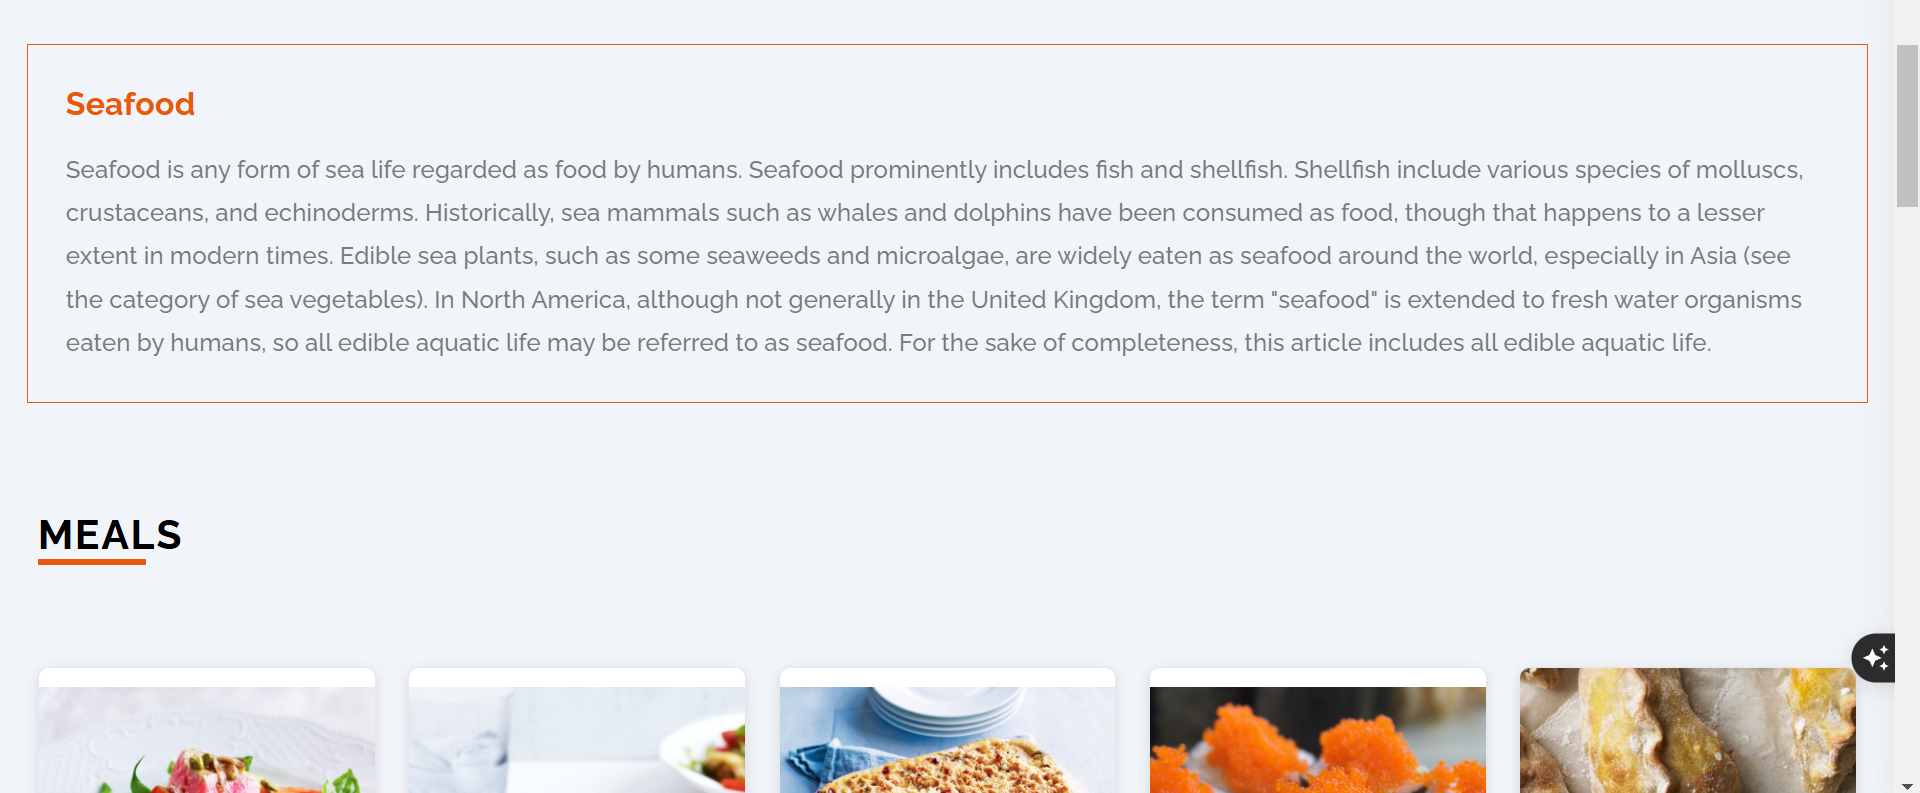 Seafood
Seafood is any form of sea life regarded as food by humans. Seafood prominently includes fish and shellfish. Shellfish include various species of molluscs,
crustaceans, and echinoderms. Historically, sea mammals such as whales and dolphins have been consumed as food, though that happens to a lesser
extent in modern times. Edible sea plants, such as some seaweeds and microalgae, are widely eaten as seafood around the world, especially in Asia (see
the category of sea vegetables). In North America, although not generally in the United Kingdom, the term "seafood" is extended to fresh water organisms
eaten by humans, so all edible aquatic life may be referred to as seafood. For the sake of completeness, this article includes all edible aquatic life.
MEALS